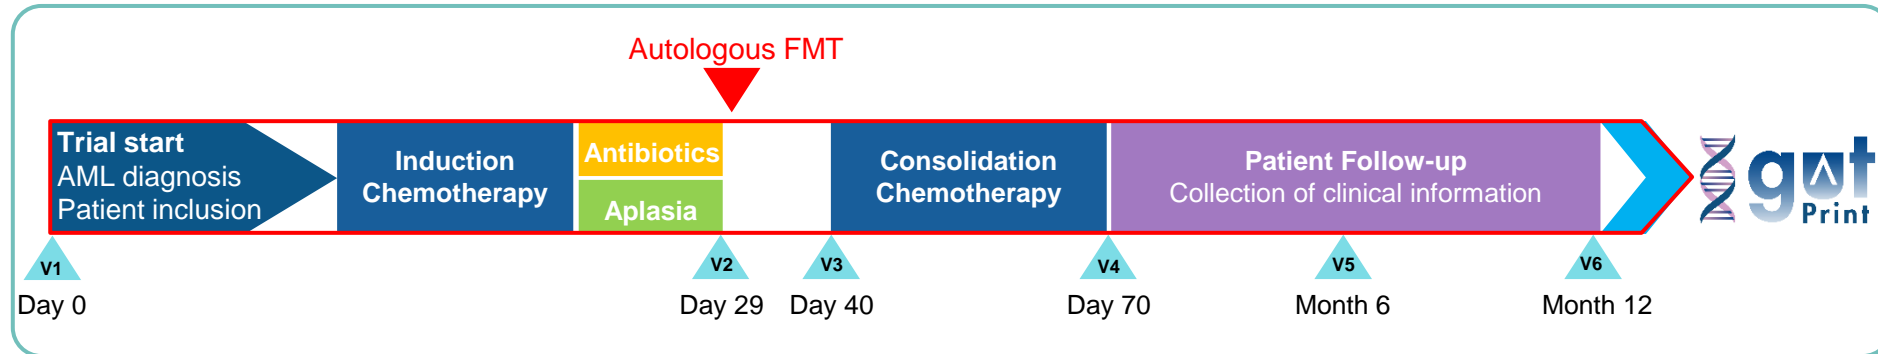 Autologous FMT
Trial start
AML diagnosis
Patient inclusion
Induction
Chemotherapy
Antibiotics
Aplasia
Consolidation
Chemotherapy
Patient Follow-up
Collection of clinical information
gut
Print
V1
V2
V3
V4
V5
V6
Day 0
Day 29
Day 40
Day 70
Month 6
Month 12